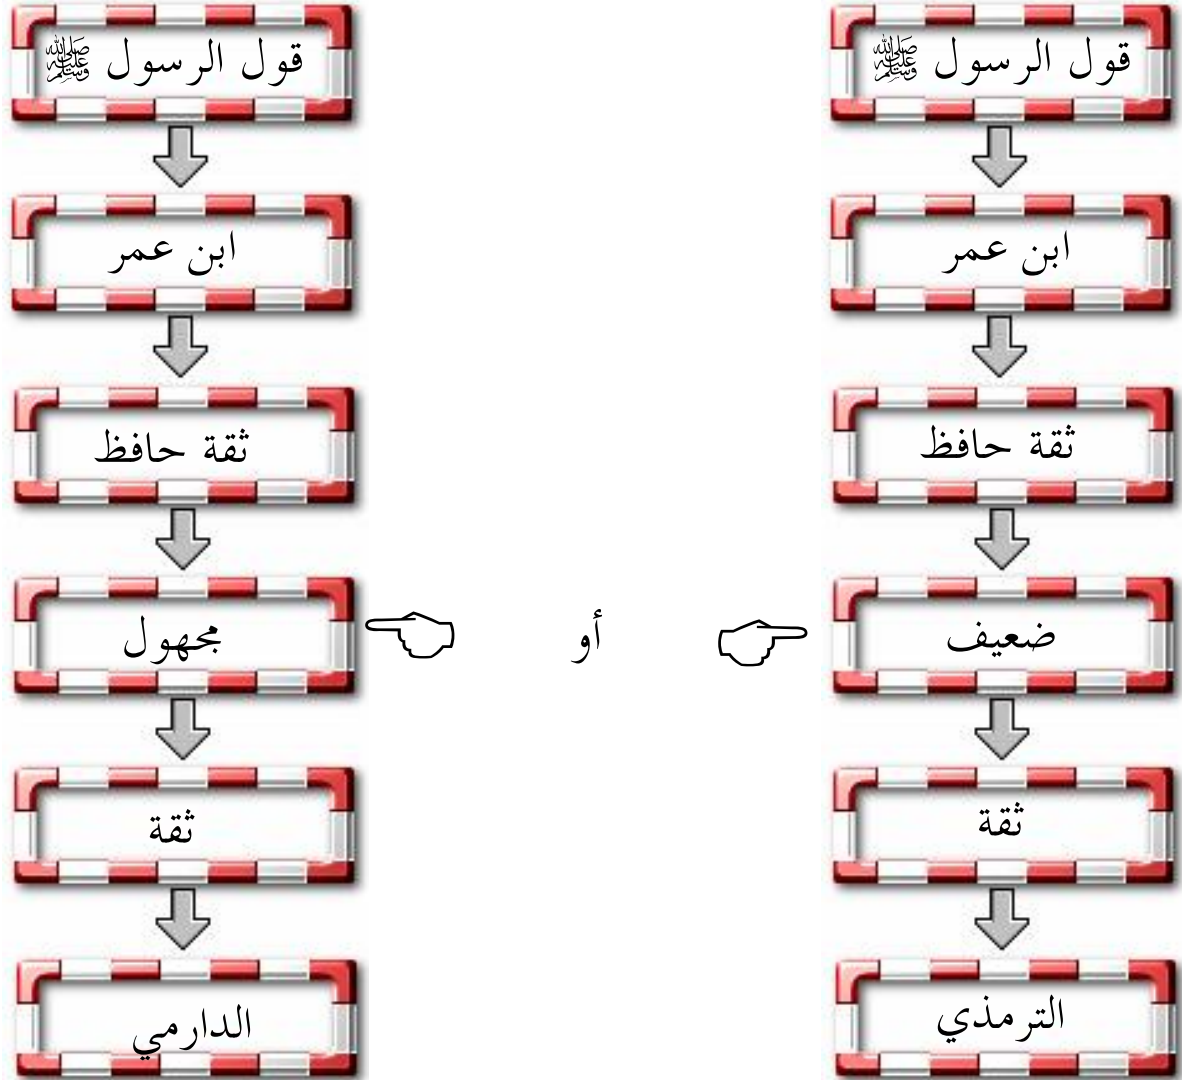 قول الرسول ﷺ
ابن عمر
ثقة حافظ
ضعيف
ثقة
الترمذي
أو
قول الرسول ﷺ
ابن عمر
ثقة حافظ
مجهول
ثقة
الدارمي